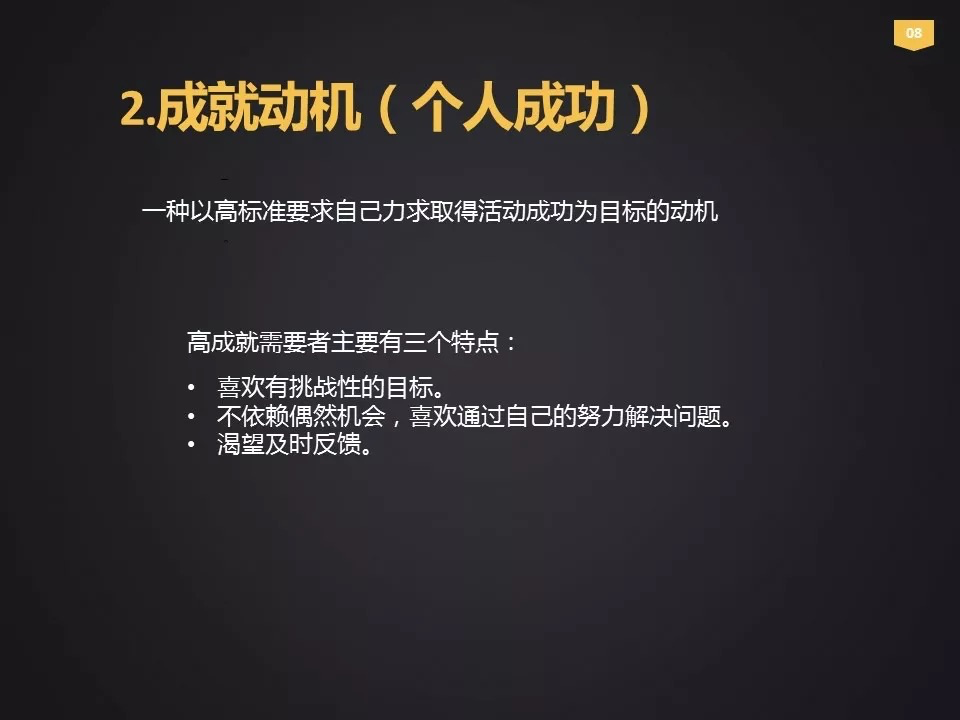 08
2.成就动机（个人成功）
一种以高标准要求自己力求取得活动成功为目标的动机
高成就需要者主要有三个特点：
• 喜欢有挑战性的目标。
• 不依赖偶然机会，喜欢通过自己的努力解决问题。
• 渴望及时反馈。